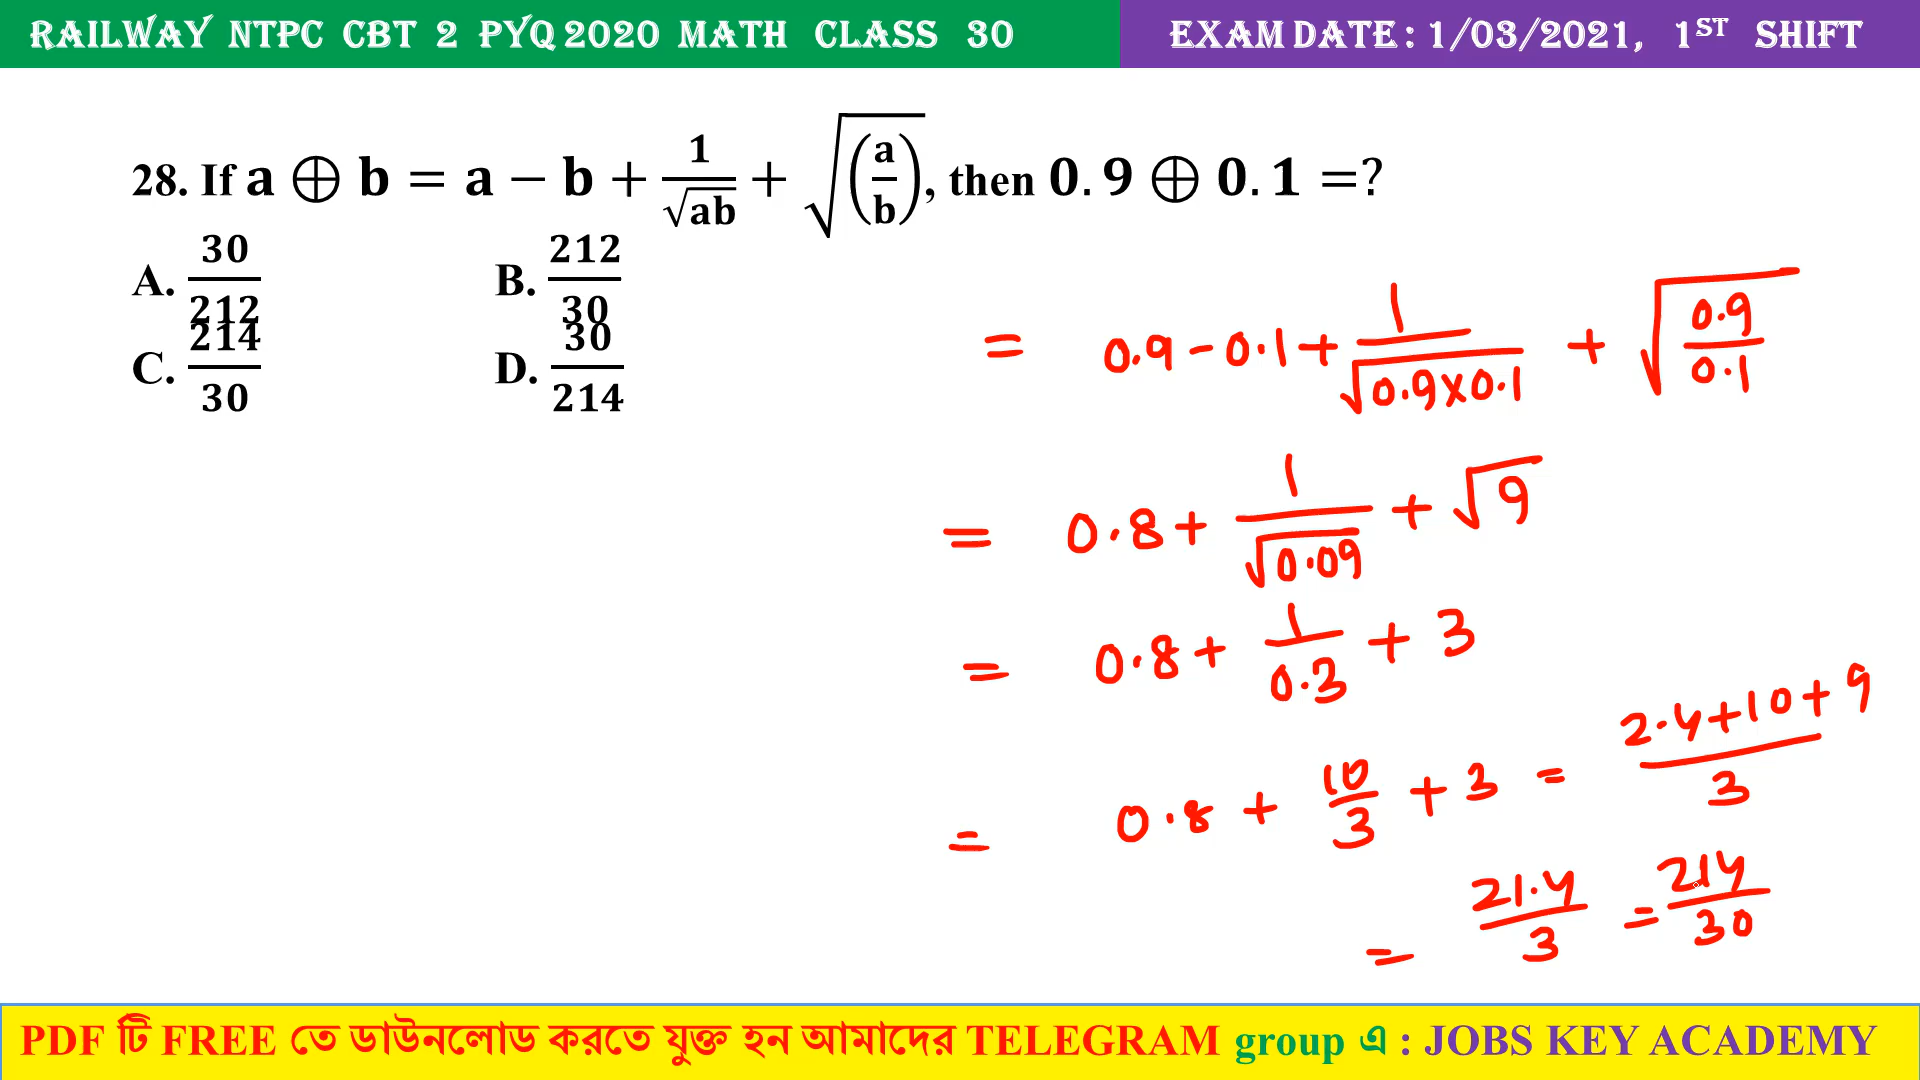 RAILWAY NTPC CBT 2 PYQ 2020 MATH CLASS 30 EXAM DATE : 1/03/2021, 1ST SHIFT
28. If a ⊕ b = a − b + 1/√ab + √(a/b), then 0.9 ⊕ 0.1 =?
A. 30/212 B. 212/30
C. 214/30 D. 30/214
= 0.9 - 0.1 + 1/√0.9×0.1 + √0.9/0.1
= 0.8 + 1/√0.09 + √9
= 0.8 + 1/0.3 + 3
= 0.8 + 10/3 + 3 = 2.4+10+9/3
= 21.4/3 = 214/30
PDF টি FREE তে ডাউনলোড করতে যুক্ত হন আমাদের TELEGRAM group এ : JOBS KEY ACADEMY